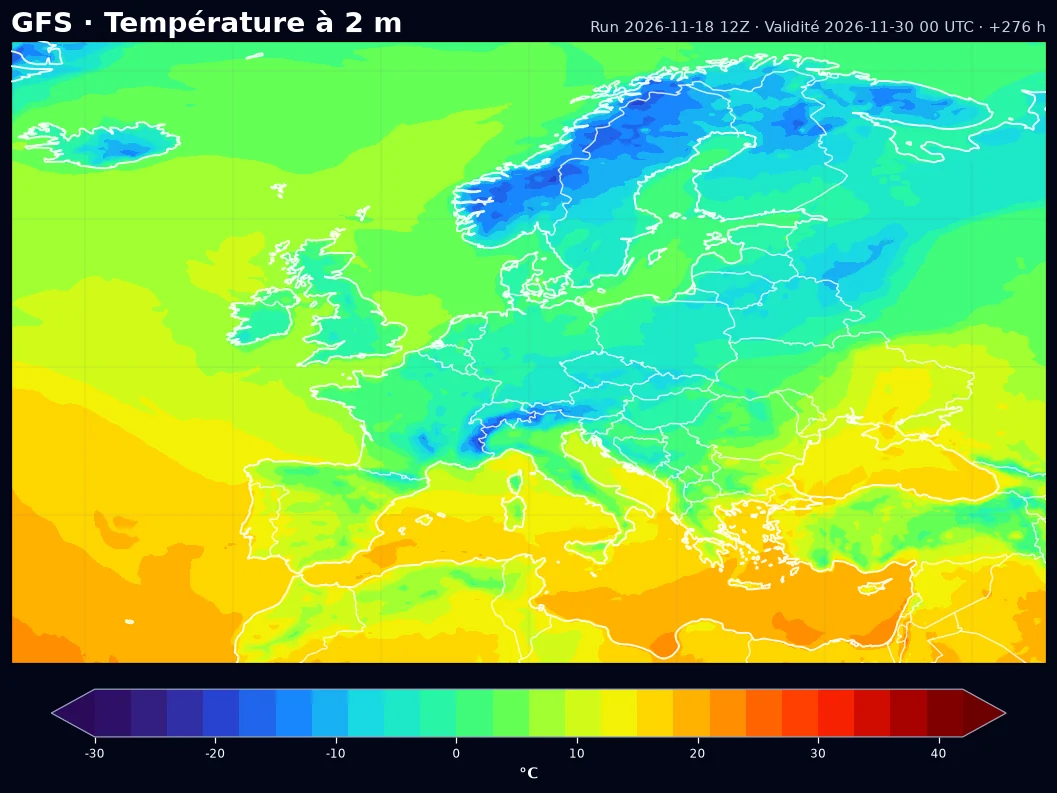 GFS · Température à 2 m
Run 2026-11-18 12Z · Validité 2026-11-30 00 UTC · +276 h
-30 -20 -10 0 10 20 30 40
°C